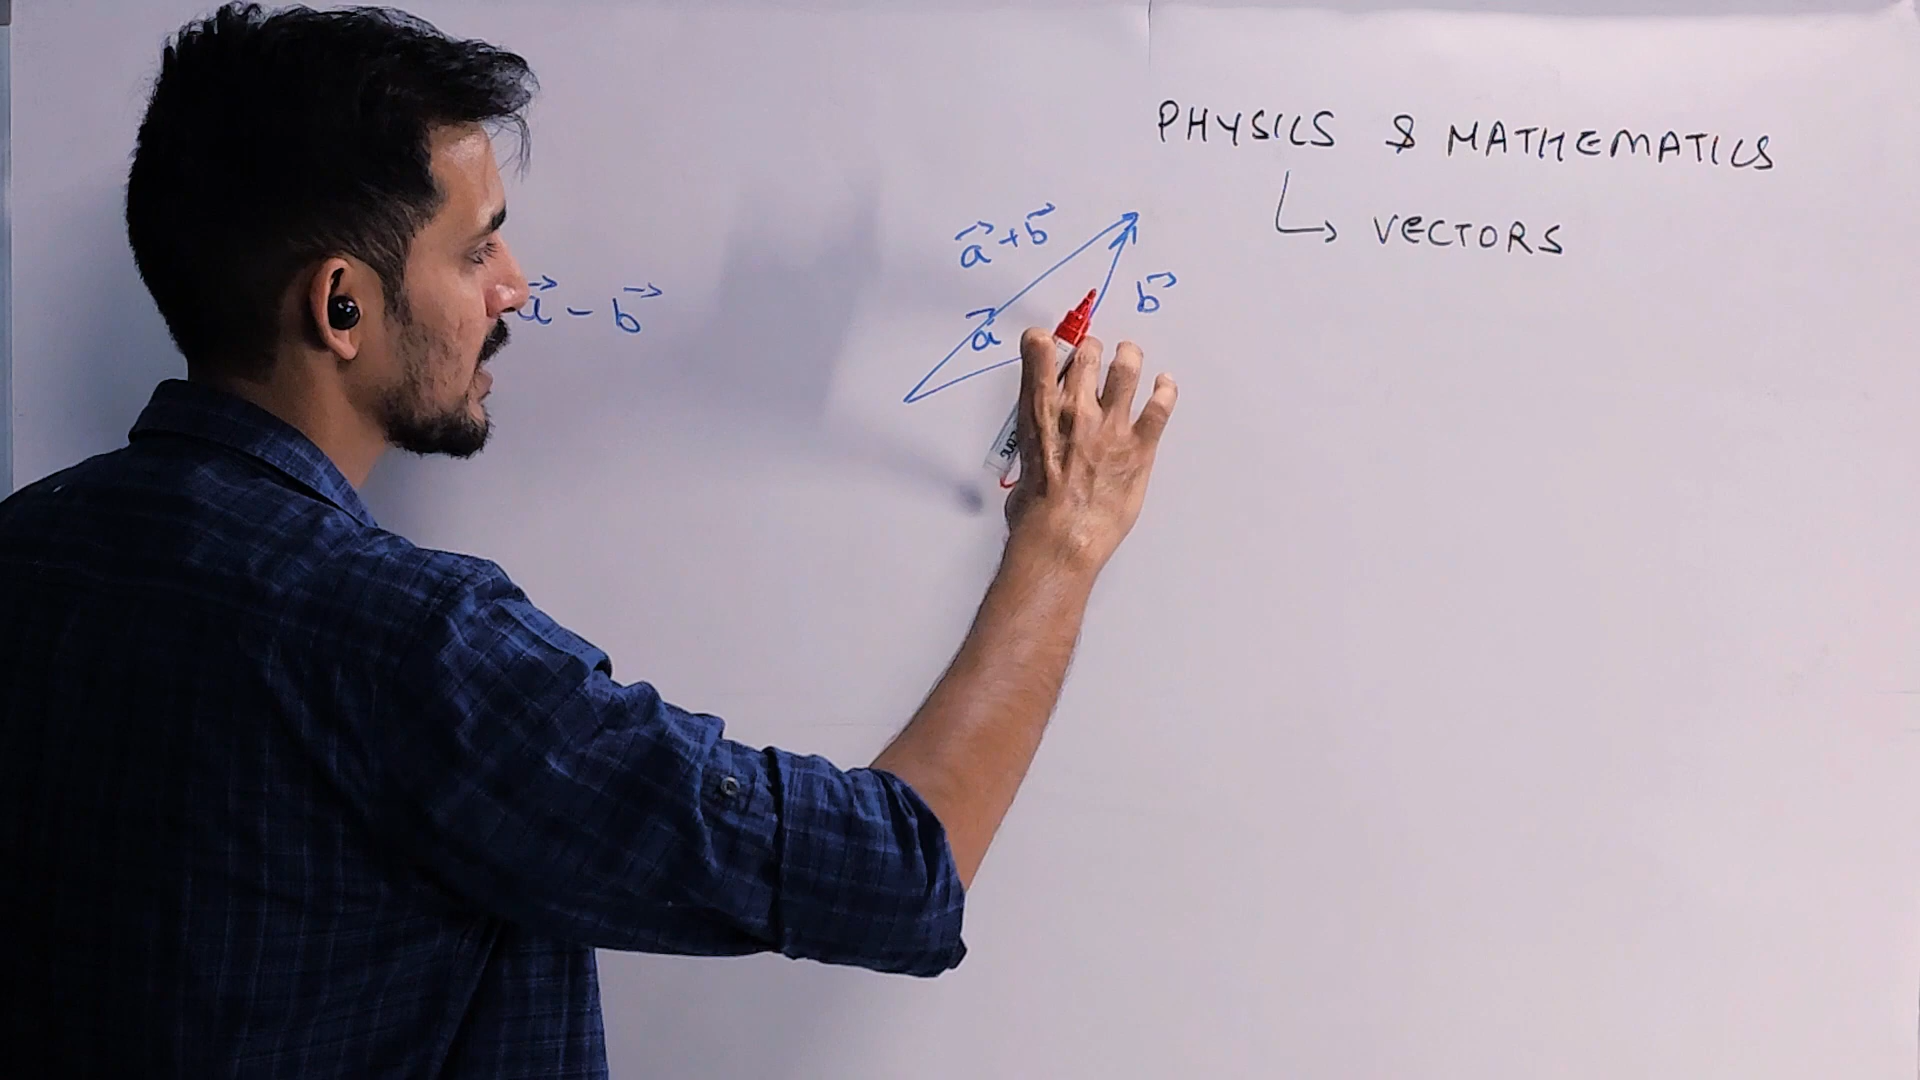 PHYSICS & MATHEMATICS
↳ VECTORS
a⃗ + b⃗
b⃗
a⃗
a⃗ - b⃗